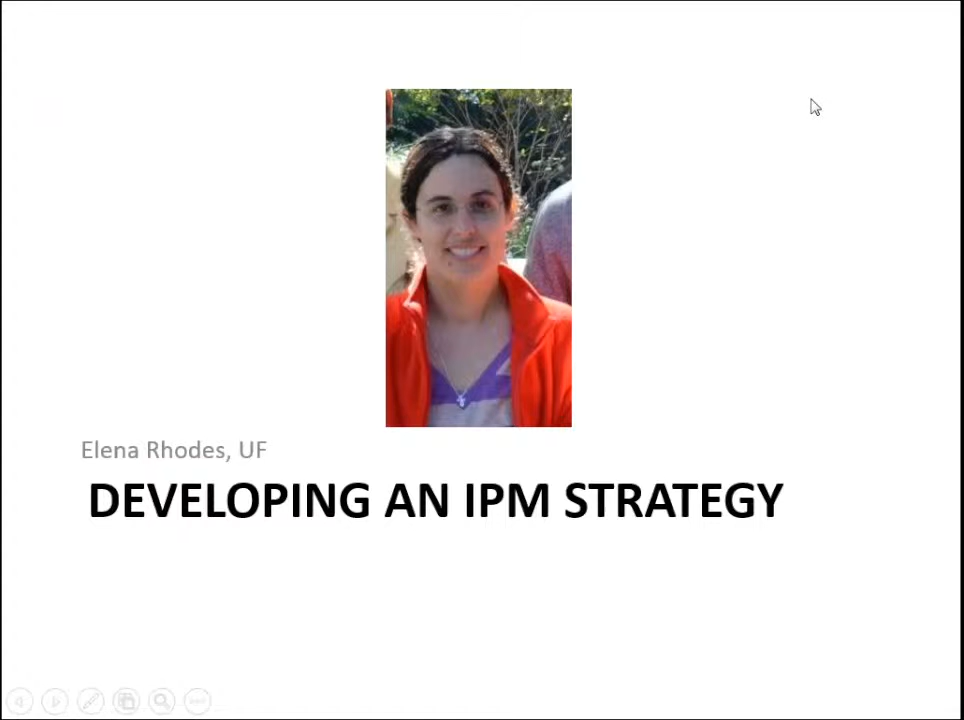 Elena Rhodes, UF
DEVELOPING AN IPM STRATEGY